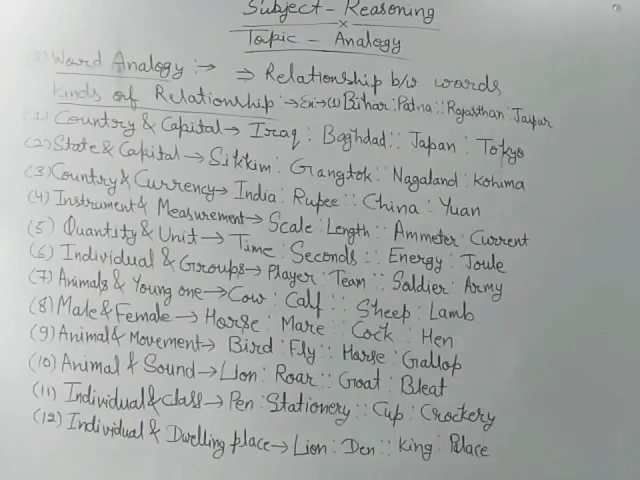 Subject - Reasoning
x
Topic - Analogy
(1) Word Analogy :→ ⇒ Relationship b/w words
kinds of Relationship :→ Ex→(1) Bihar : Patna :: Rajasthan : Jaipur
(1) Country & Capital → Iraq : Baghdad :: Japan : Tokyo
(2) State & Capital → Sikkim : Gangtok :: Nagaland : Kohima
(3) Country & Currency → India : Rupee :: China : Yuan
(4) Instrument & Measurement → Scale : Length :: Ammeter : Current
(5) Quantity & Unit → Time : Seconds :: Energy : Joule
(6) Individual & Groups → Player : Team :: Soldier : Army
(7) Animals & Young one → Cow : Calf :: Sheep : Lamb
(8) Male & Female → Horse : Mare :: Cock : Hen
(9) Animal & Movement → Bird : Fly :: Horse : Gallop
(10) Animal & Sound → Lion : Roar :: Goat : Bleat
(11) Individual & Class → Pen : Stationery :: Cup : Crockery
(12) Individual & Dwelling place → Lion : Den :: King : Palace